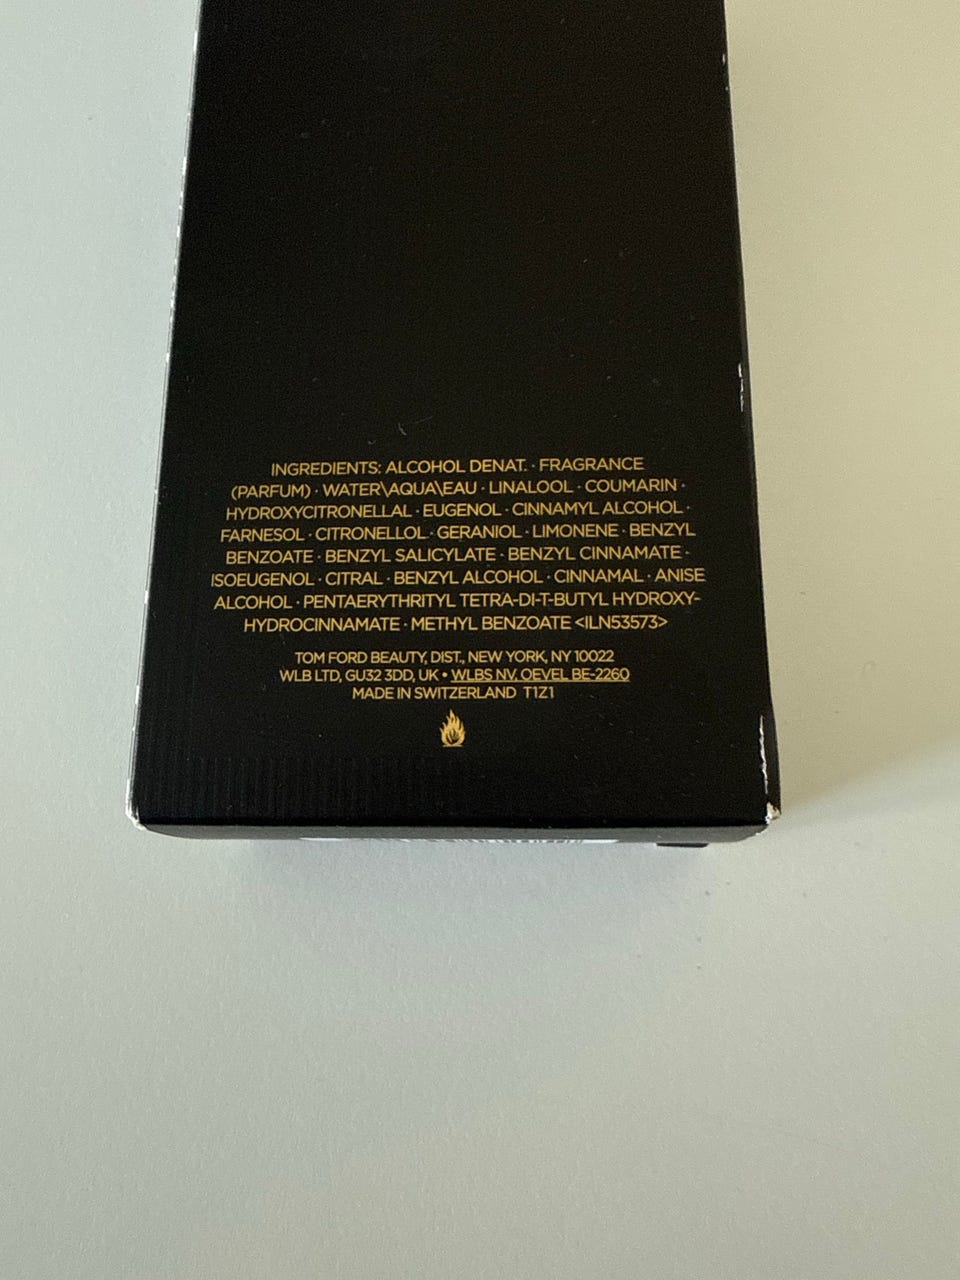 INGREDIENTS: ALCOHOL DENAT. · FRAGRANCE
(PARFUM) · WATER\AQUA\EAU · LINALOOL · COUMARIN ·
HYDROXYCITRONELLAL · EUGENOL · CINNAMYL ALCOHOL ·
FARNESOL · CITRONELLOL · GERANIOL · LIMONENE · BENZYL
BENZOATE · BENZYL SALICYLATE · BENZYL CINNAMATE ·
ISOEUGENOL · CITRAL · BENZYL ALCOHOL · CINNAMAL · ANISE
ALCOHOL · PENTAERYTHRITYL TETRA-DI-T-BUTYL HYDROXY-
HYDROCINNAMATE · METHYL BENZOATE <ILN53573>
TOM FORD BEAUTY, DIST., NEW YORK, NY 10022
WLB LTD, GU32 3DD, UK • WLBS NV. OEVEL BE-2260
MADE IN SWITZERLAND T1Z1